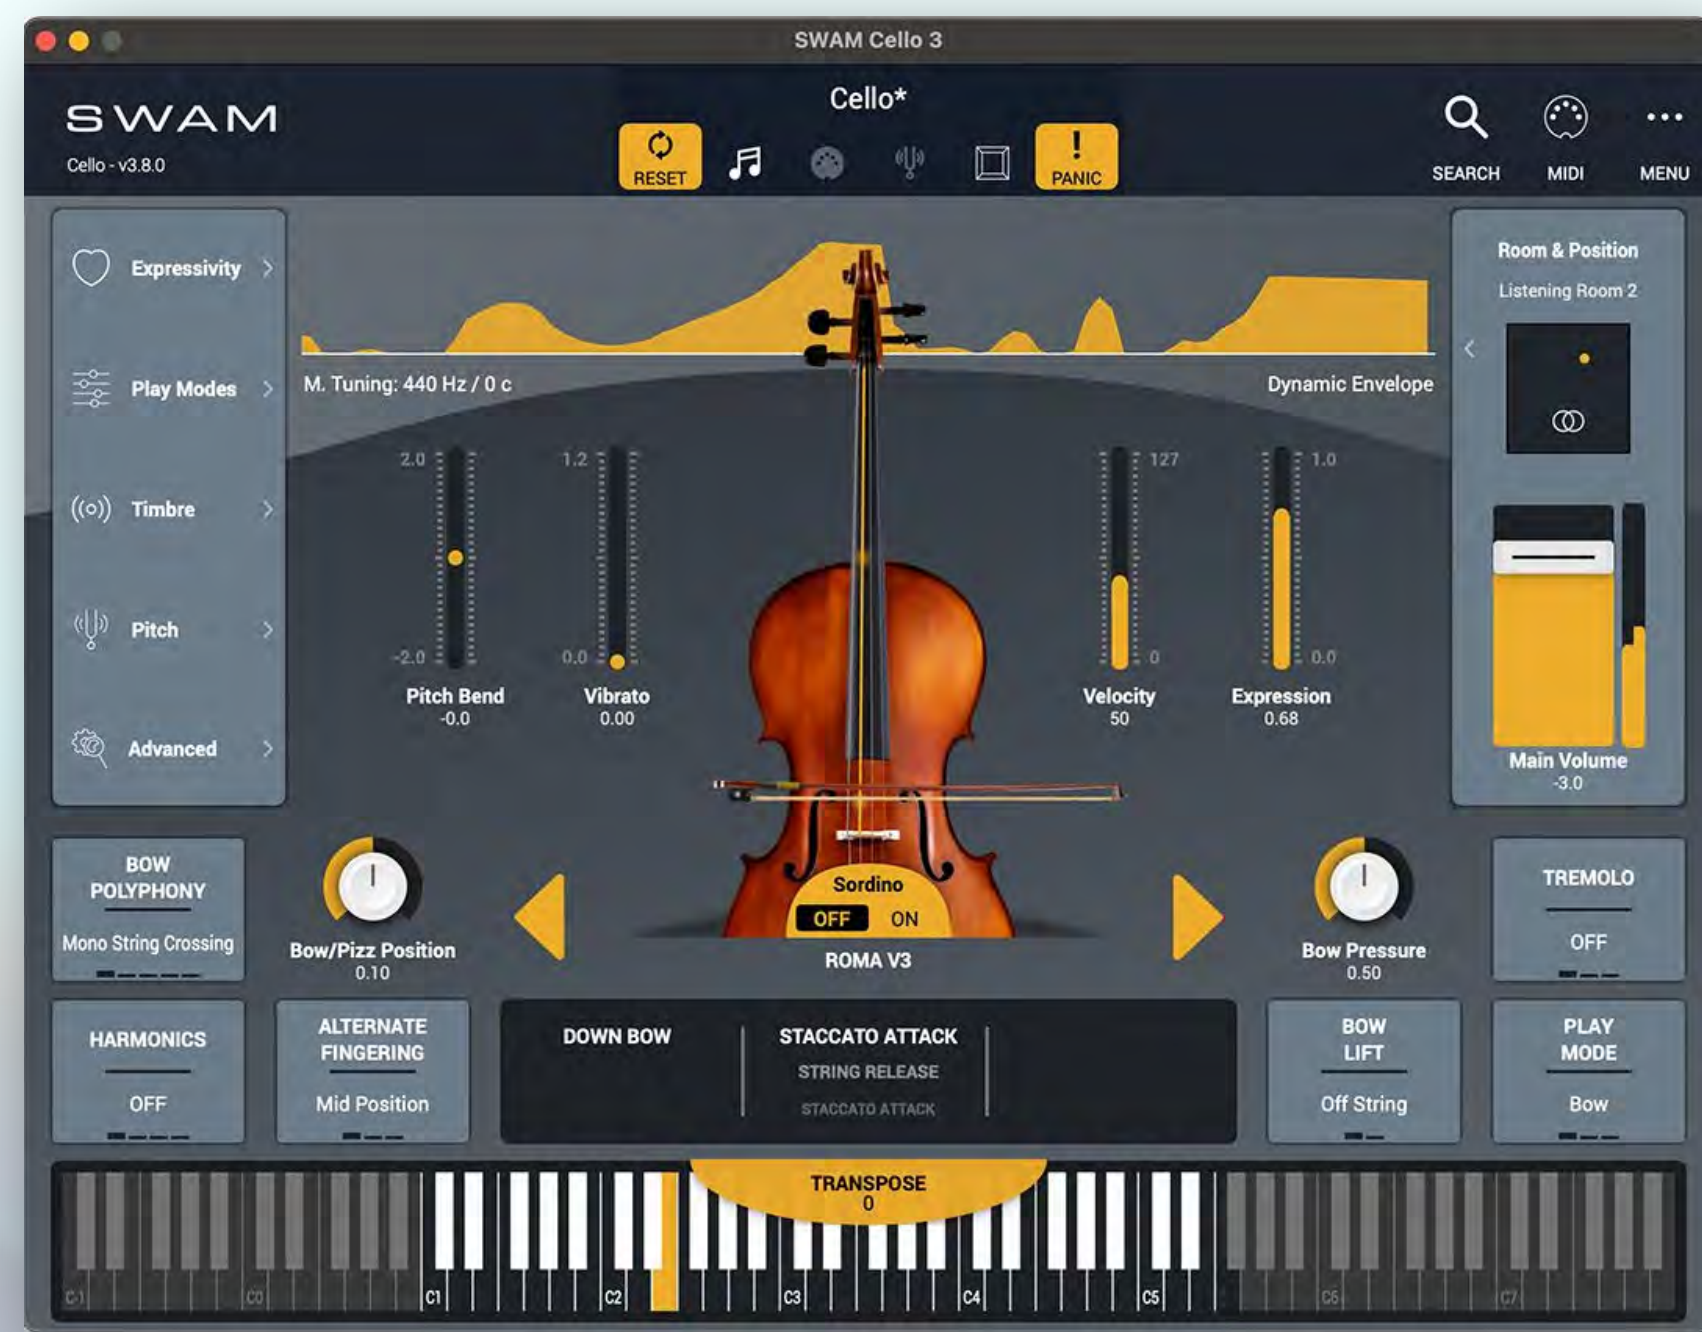 SWAM Cello 3
SWAM
Cello - v3.8.0
Cello*
RESET
PANIC
SEARCH
MIDI
MENU
Expressivity
Play Modes
Timbre
Pitch
Advanced
M. Tuning: 440 Hz / 0 c
Dynamic Envelope
Room & Position
Listening Room 2
2.0
-2.0
Pitch Bend
-0.0
1.2
0.0
Vibrato
0.00
127
0
Velocity
50
1.0
0.0
Expression
0.68
Main Volume
-3.0
BOW
POLYPHONY
Mono String Crossing
Bow/Pizz Position
0.10
Sordino
OFF ON
ROMA V3
Bow Pressure
0.50
TREMOLO
OFF
HARMONICS
OFF
ALTERNATE
FINGERING
Mid Position
DOWN BOW
STACCATO ATTACK
STRING RELEASE
STACCATO ATTACK
BOW
LIFT
Off String
PLAY
MODE
Bow
TRANSPOSE
0
C-1 C0 C1 C2 C3 C4 C5 C6 C7